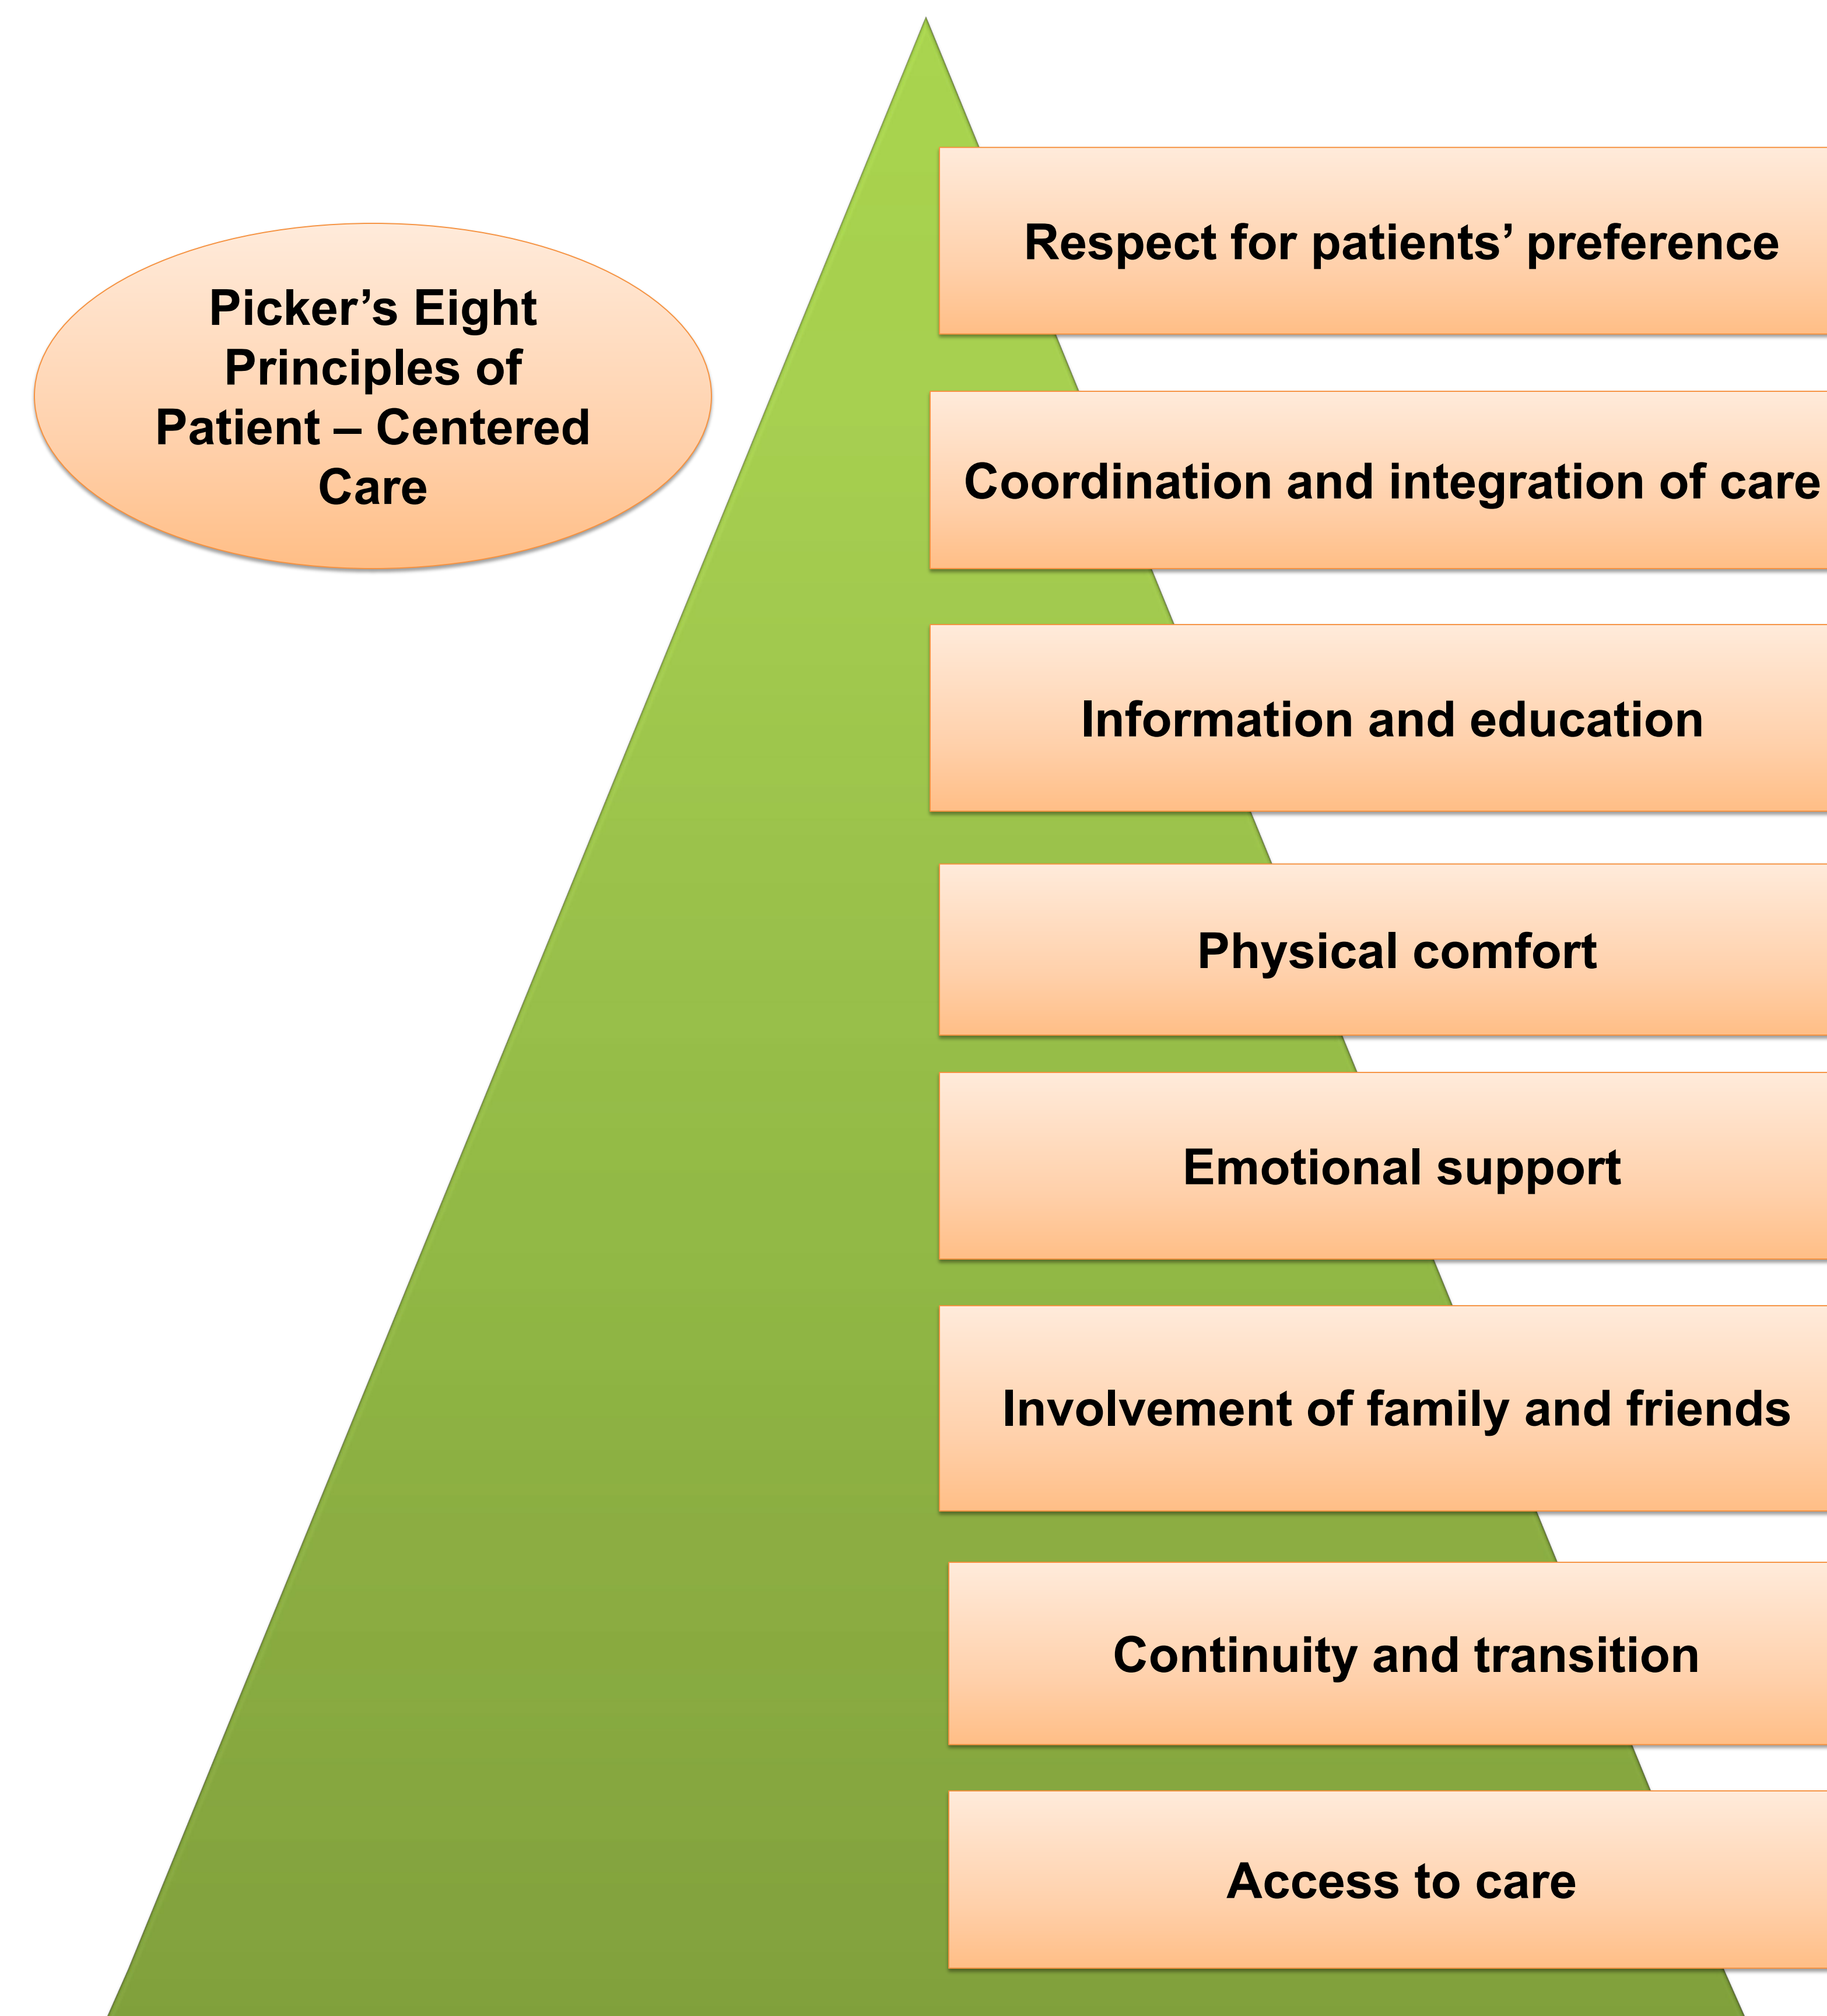 Picker’s Eight
Principles of
Patient – Centered
Care
Respect for patients’ preference
Coordination and integration of care
Information and education
Physical comfort
Emotional support
Involvement of family and friends
Continuity and transition
Access to care